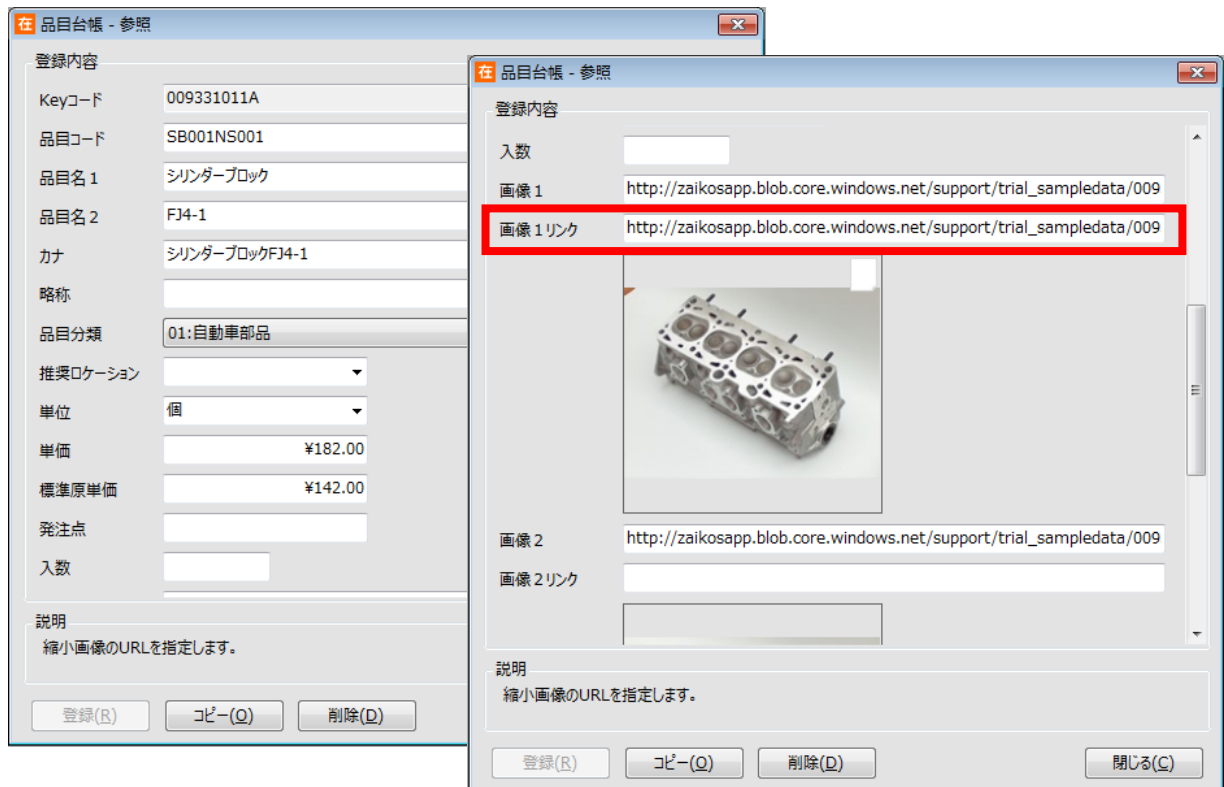 在 品目台帳 - 参照
登録内容
Keyコード 009331011A
品目コード SB001NS001
品目名１ シリンダーブロック
品目名２ FJ4-1
カナ シリンダーブロックFJ4-1
略称
品目分類 01:自動車部品
推奨ロケーション
単位 個
単価 ¥182.00
標準原単価 ¥142.00
発注点
入数
説明
縮小画像のURLを指定します。
登録(R) コピー(O) 削除(D)
在 品目台帳 - 参照
登録内容
入数
画像１ http://zaikosapp.blob.core.windows.net/support/trial_sampledata/009
画像１リンク http://zaikosapp.blob.core.windows.net/support/trial_sampledata/009
画像２ http://zaikosapp.blob.core.windows.net/support/trial_sampledata/009
画像２リンク
説明
縮小画像のURLを指定します。
登録(R) コピー(O) 削除(D) 閉じる(C)